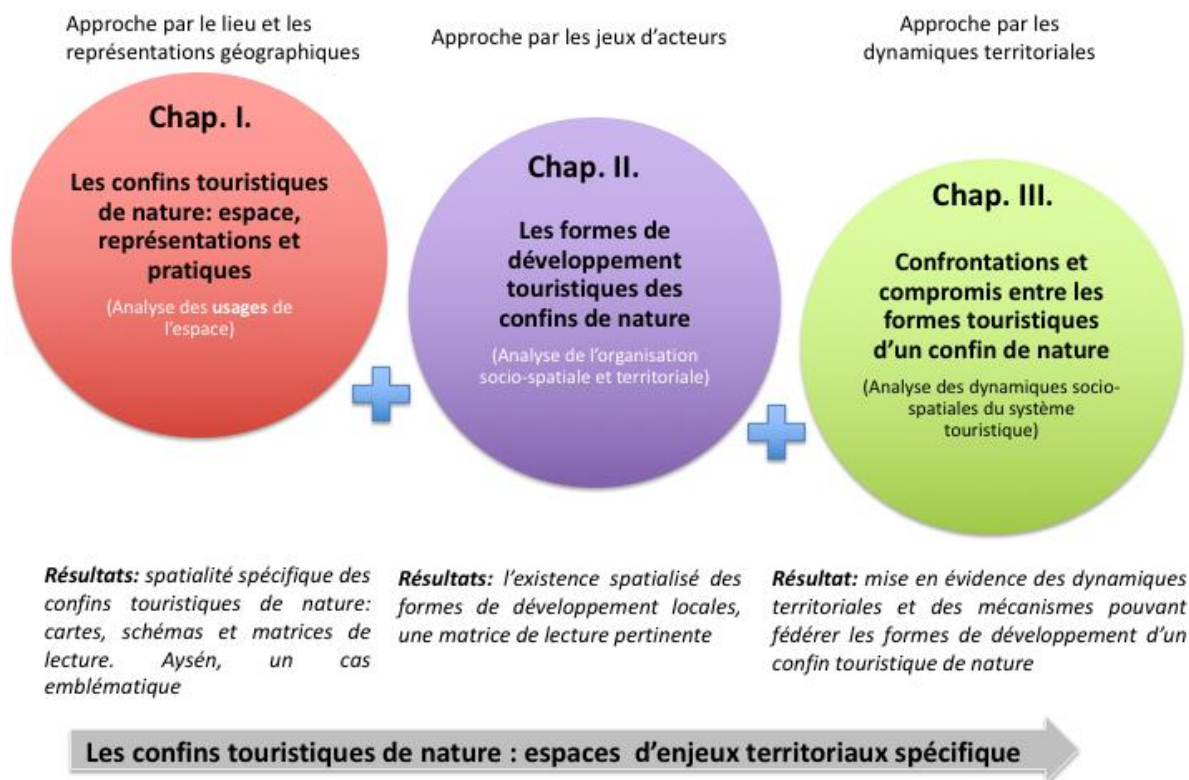 Approche par le lieu et les
représentations géographiques
Chap. I.
Les confins touristiques
de nature: espace,
représentations et
pratiques
(Analyse des usages de
l'espace)
Résultats: spatialité spécifique des
confins touristiques de nature:
cartes, schémas et matrices de
lecture. Aysén, un cas
emblématique
Approche par les jeux d'acteurs
Chap. II.
Les formes de
développement
touristiques des
confins de nature
(Analyse de l'organisation
socio-spatiale et territoriale)
Résultats: l'existence spatialisé des
formes de développement locales,
une matrice de lecture pertinente
Approche par les
dynamiques territoriales
Chap. III.
Confrontations et
compromis entre les
formes touristiques
d'un confin de nature
(Analyse des dynamiques socio-
spatiales du système
touristique)
Résultat: mise en évidence des dynamiques
territoriales et des mécanismes pouvant
fédérer les formes de développement d'un
confin touristique de nature
Les confins touristiques de nature : espaces d'enjeux territoriaux spécifique